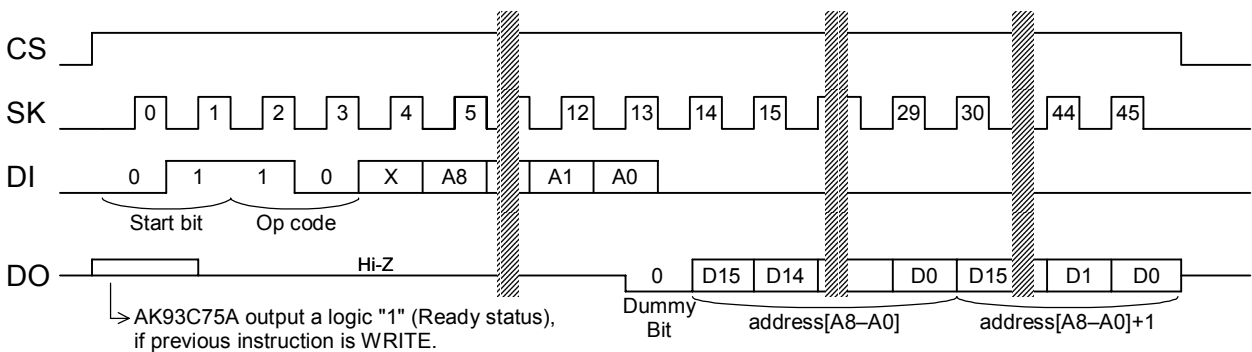 CS
SK 0 1 2 3 4 5 12 13 14 15 29 30 44 45
DI 0 1 1 0 X A8 A1 A0
Start bit Op code
DO Hi-Z 0 D15 D14 D0 D15 D1 D0
Dummy
Bit
address[A8–A0] address[A8–A0]+1
AK93C75A output a logic "1" (Ready status),
if previous instruction is WRITE.